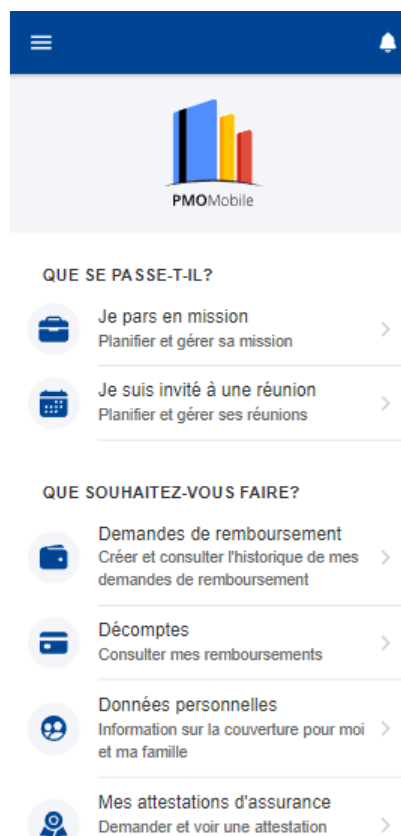 PMOMobile
QUE SE PASSE-T-IL?
Je pars en mission
Planifier et gérer sa mission
Je suis invité à une réunion
Planifier et gérer ses réunions
QUE SOUHAITEZ-VOUS FAIRE?
Demandes de remboursement
Créer et consulter l'historique de mes
demandes de remboursement
Décomptes
Consulter mes remboursements
Données personnelles
Information sur la couverture pour moi
et ma famille
Mes attestations d'assurance
Demander et voir une attestation